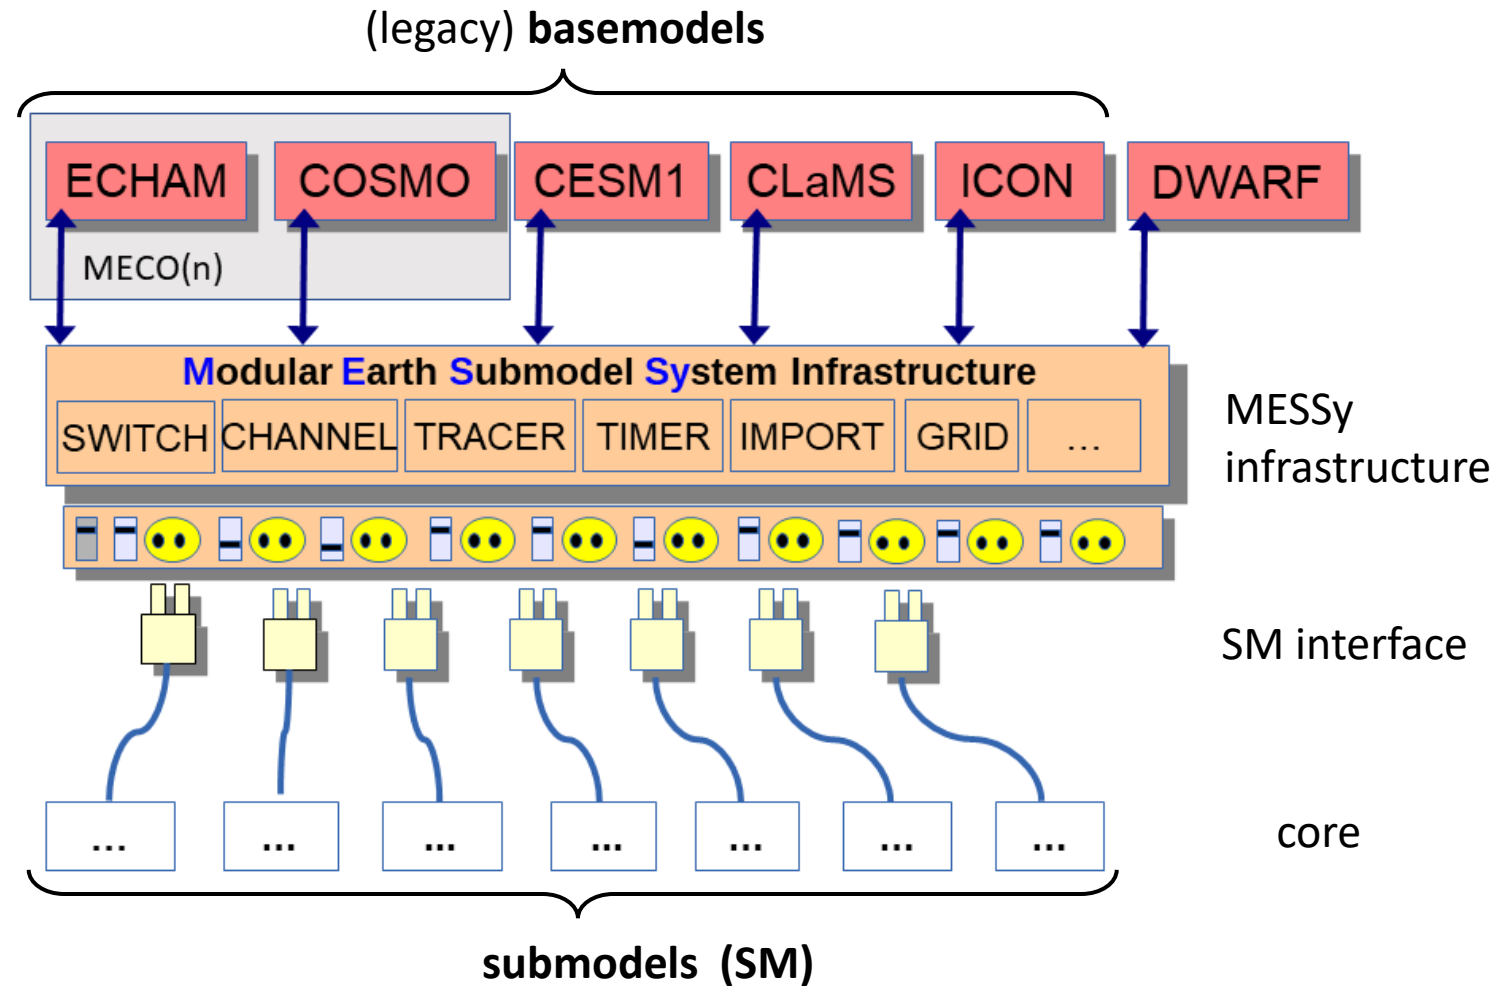 (legacy) basemodels
ECHAM COSMO CESM1 CLaMS ICON DWARF
MECO(n)
Modular Earth Submodel System Infrastructure
SWITCH CHANNEL TRACER TIMER IMPORT GRID ...
MESSy
infrastructure
SM interface
... ... ... ... ... ... ...
core
submodels (SM)